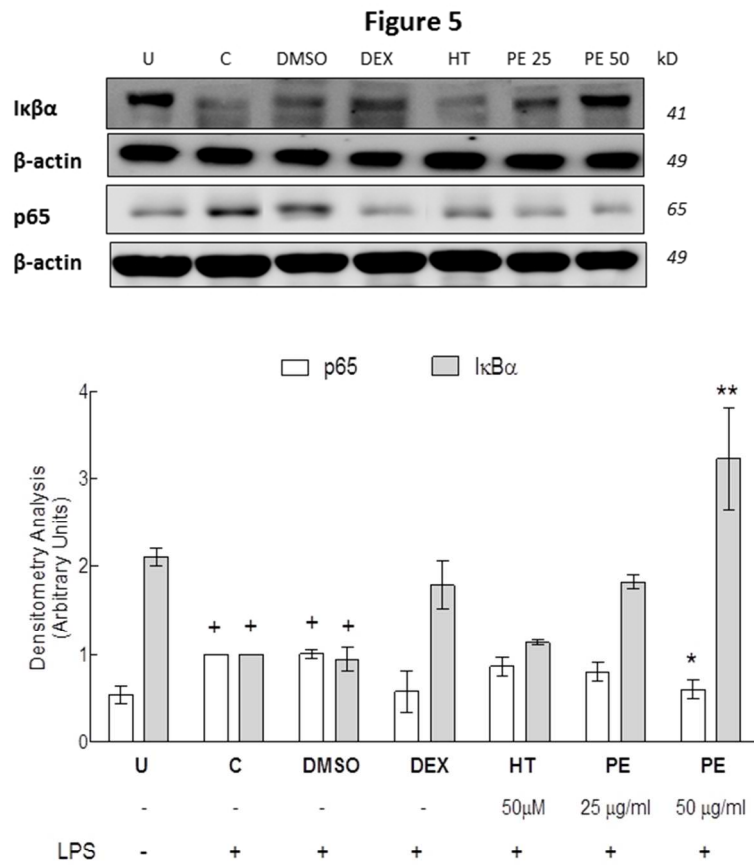 Figure 5
U C DMSO DEX HT PE 25 PE 50 kD
Iκβα 41
β-actin 49
p65 65
β-actin 49
p65 IκBα
Densitometry Analysis
(Arbitrary Units)
4
3
2
1
0
+ + + + * **
U C DMSO DEX HT PE PE
- - - - 50µM 25 µg/ml 50 µg/ml
LPS - + + + + + +